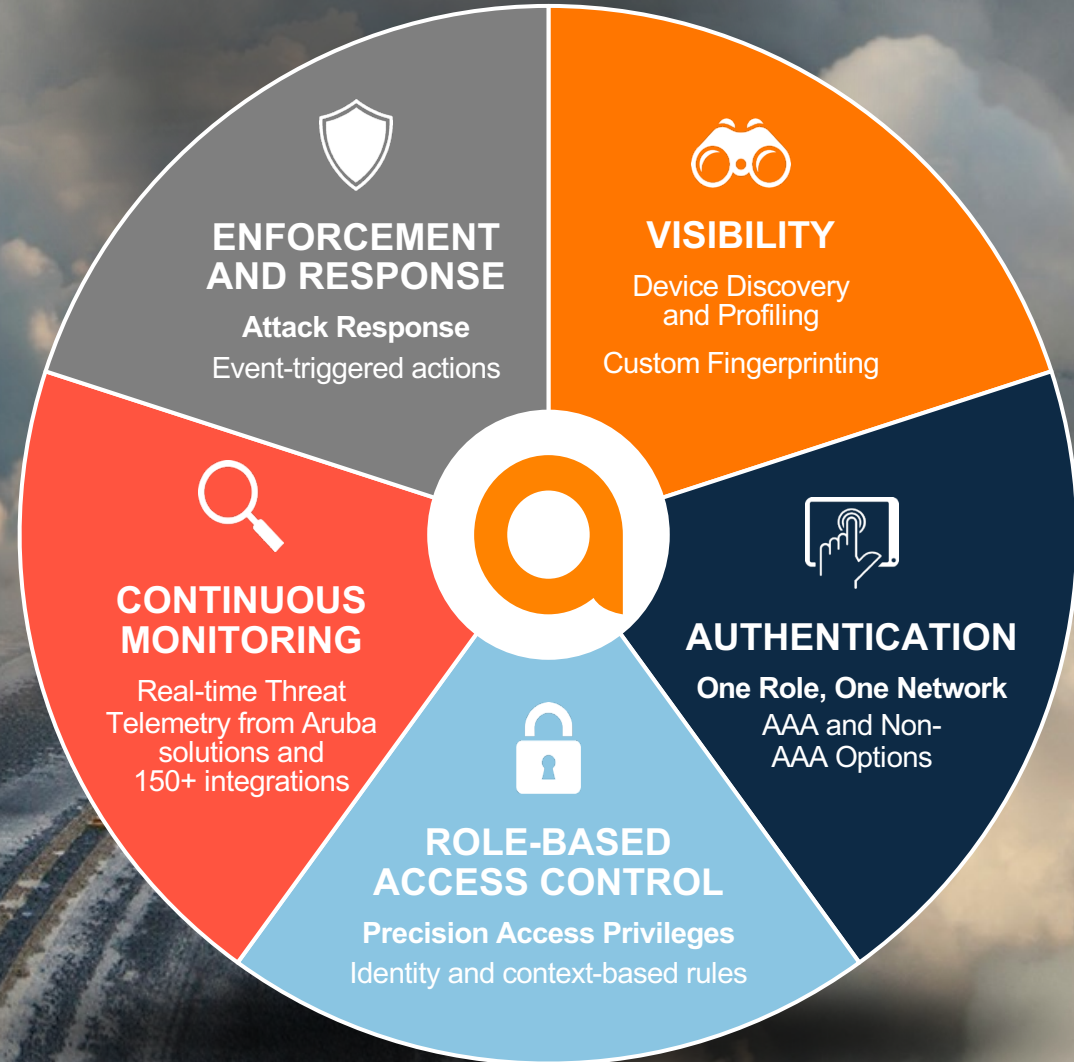 VISIBILITY
Device Discovery
and Profiling
Custom Fingerprinting
AUTHENTICATION
One Role, One Network
AAA and Non-
AAA Options
ROLE-BASED
ACCESS CONTROL
Precision Access Privileges
Identity and context-based rules
CONTINUOUS
MONITORING
Real-time Threat
Telemetry from Aruba
solutions and
150+ integrations
ENFORCEMENT
AND RESPONSE
Attack Response
Event-triggered actions
a